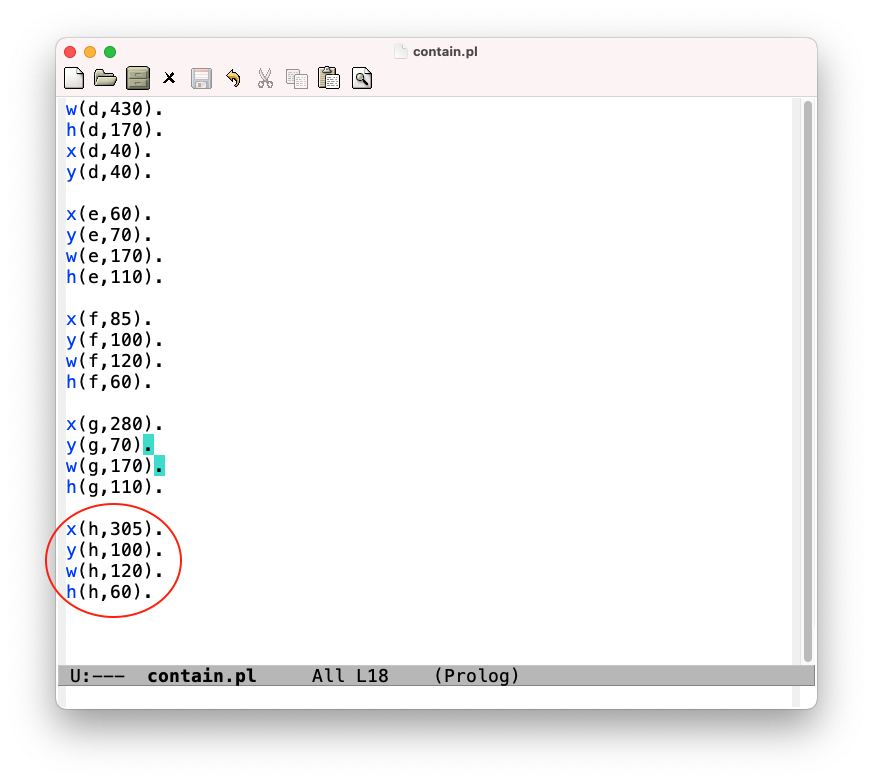 contain.pl
w(d,430).
h(d,170).
x(d,40).
y(d,40).
x(e,60).
y(e,70).
w(e,170).
h(e,110).
x(f,85).
y(f,100).
w(f,120).
h(f,60).
x(g,280).
y(g,70).
w(g,170).
h(g,110).
x(h,305).
y(h,100).
w(h,120).
h(h,60).
U:--- contain.pl All L18 (Prolog)